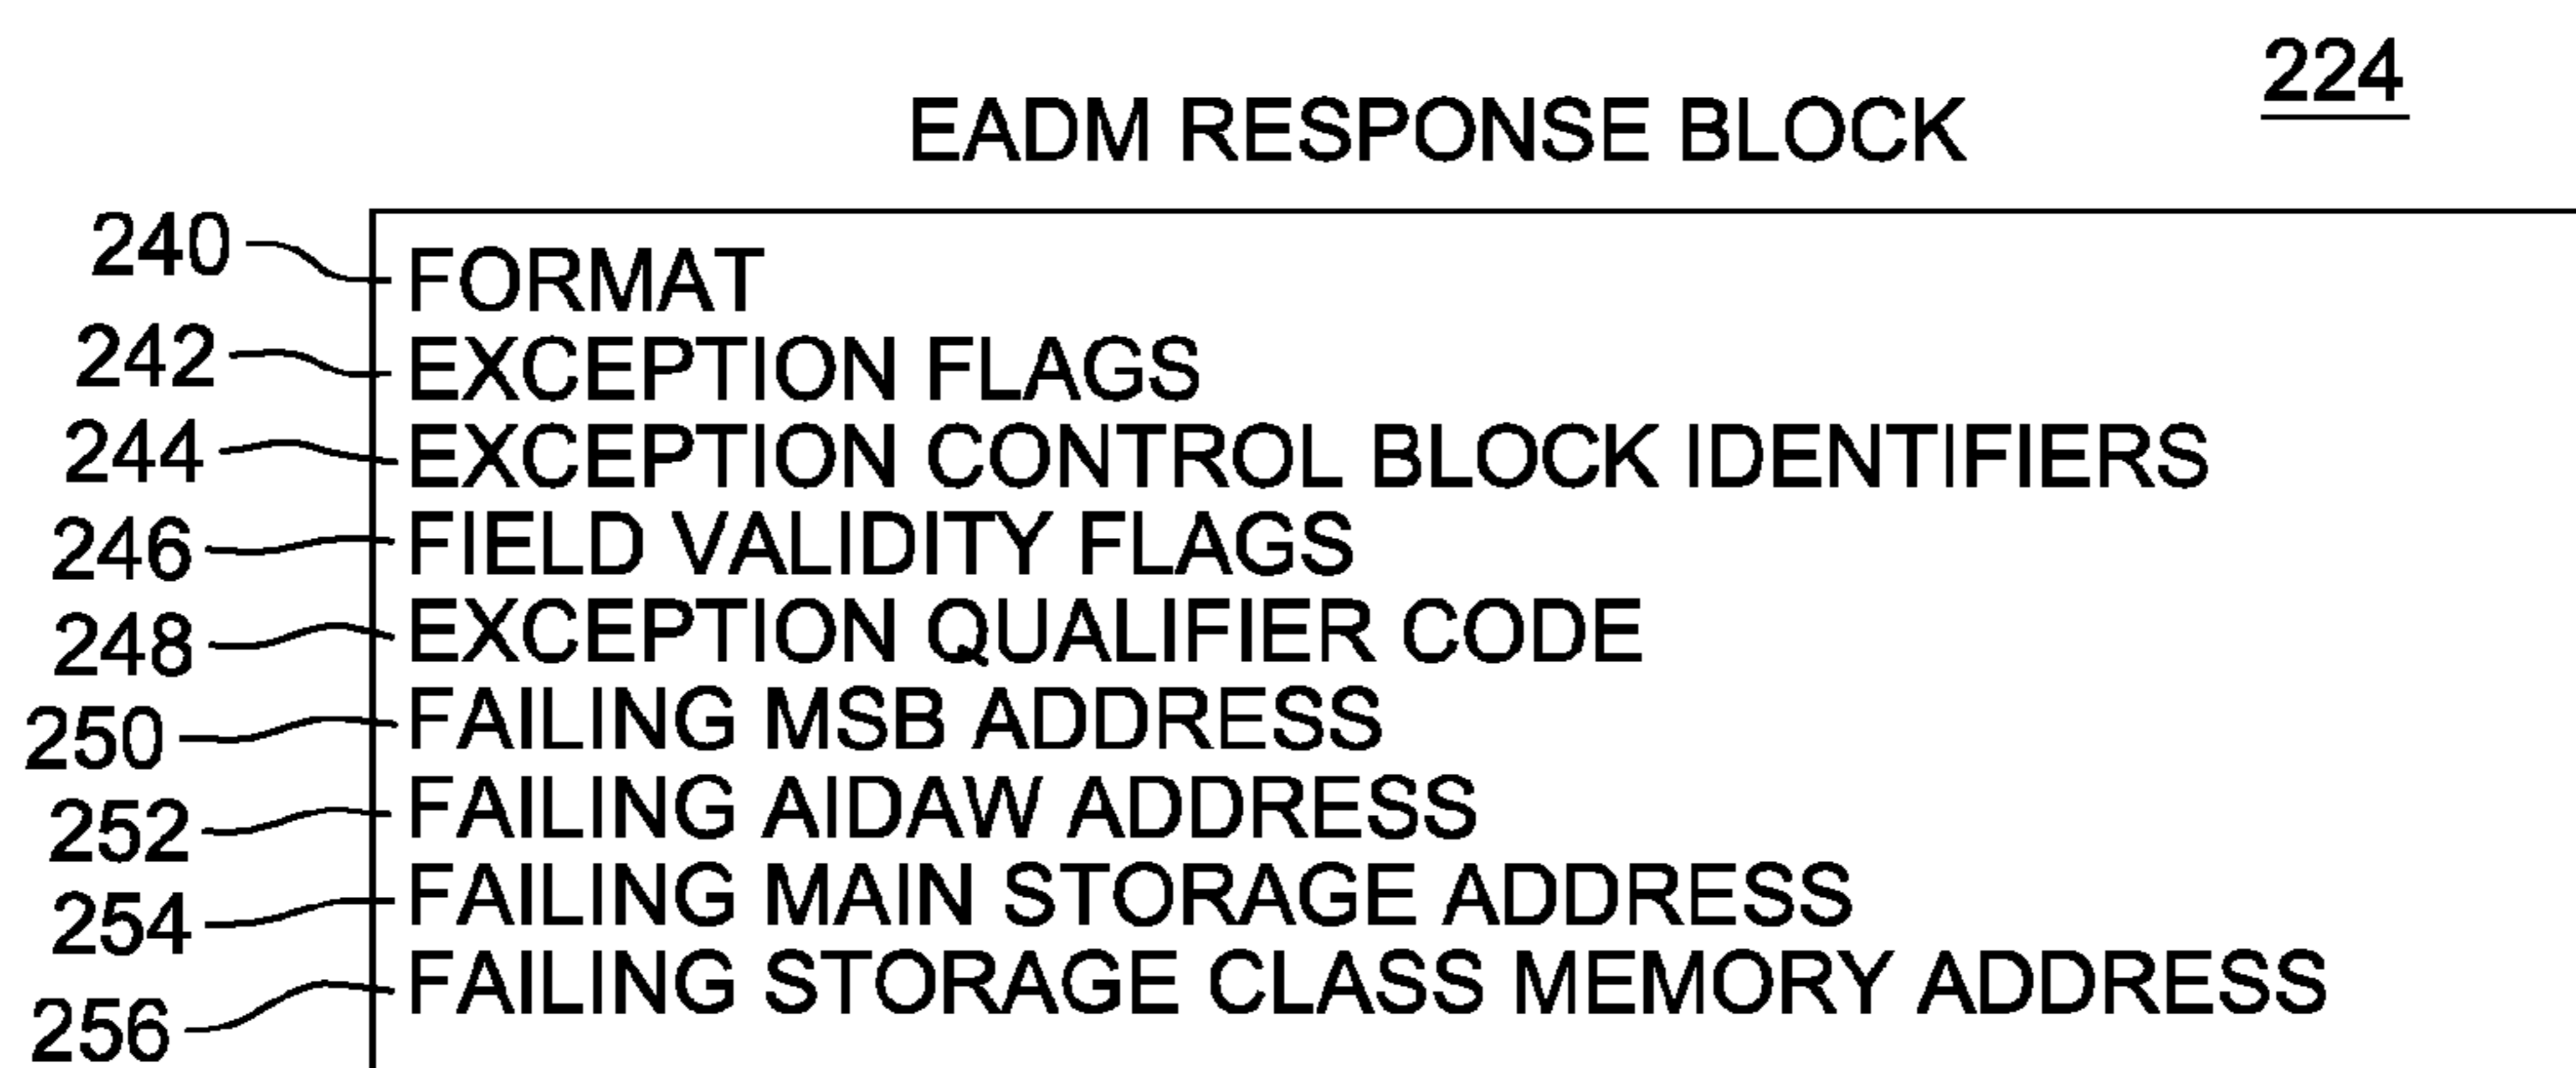 224
EADM RESPONSE BLOCK
240 FORMAT
242 EXCEPTION FLAGS
244 EXCEPTION CONTROL BLOCK IDENTIFIERS
246 FIELD VALIDITY FLAGS
248 EXCEPTION QUALIFIER CODE
250 FAILING MSB ADDRESS
252 FAILING AIDAW ADDRESS
254 FAILING MAIN STORAGE ADDRESS
256 FAILING STORAGE CLASS MEMORY ADDRESS